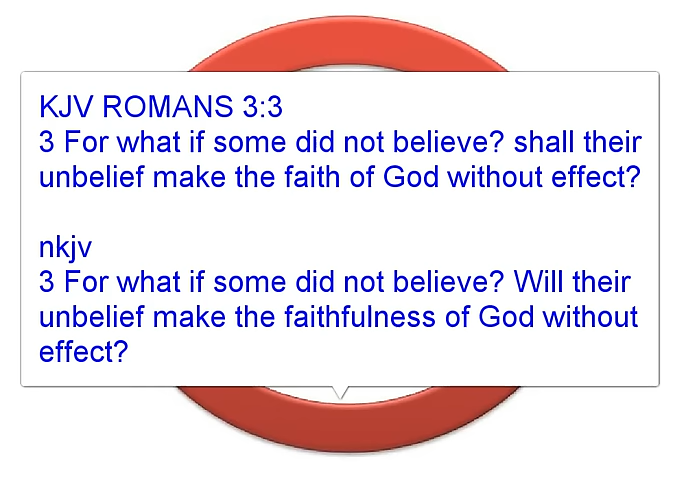 KJV ROMANS 3:3
3 For what if some did not believe? shall their
unbelief make the faith of God without effect?
nkjv
3 For what if some did not believe? Will their
unbelief make the faithfulness of God without
effect?